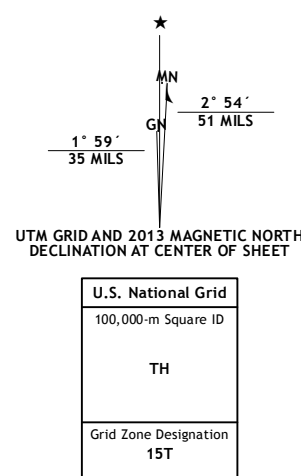 ★
MN
GN
2° 54´
51 MILS
1° 59´
35 MILS
UTM GRID AND 2013 MAGNETIC NORTH
DECLINATION AT CENTER OF SHEET
U.S. National Grid
100,000-m Square ID
TH
Grid Zone Designation
15T